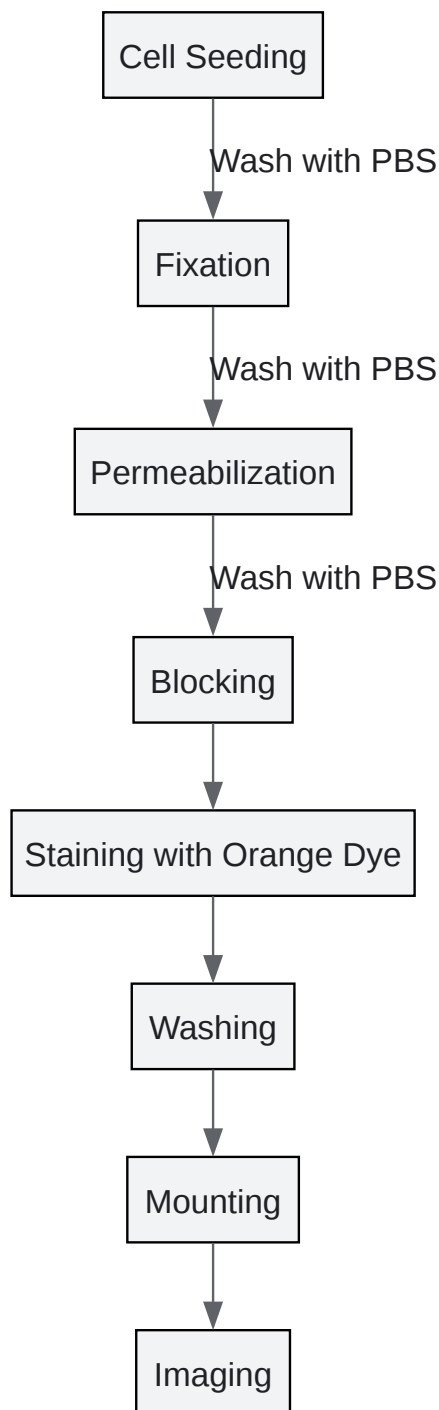 Cell Seeding
Wash with PBS
Fixation
Wash with PBS
Permeabilization
Wash with PBS
Blocking
Staining with Orange Dye
Washing
Mounting
Imaging